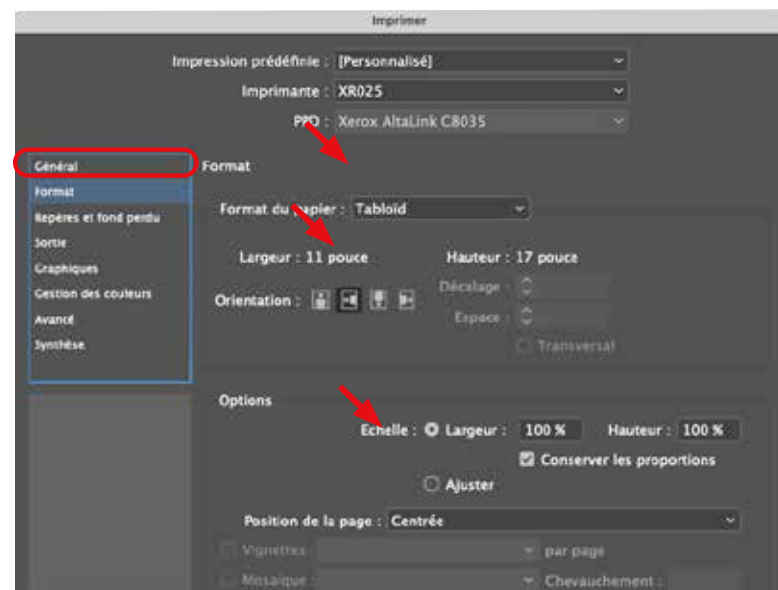 Imprimer
Impression prédéfinie : [Personnalisé]
Imprimante : XR025
PPD : Xerox AltaLink C8035
Général
Format
Repères et fond perdu
Sortie
Graphiques
Gestion des couleurs
Avancé
Synthèse
Format
Format du papier : Tabloïd
Largeur : 11 pouce Hauteur : 17 pouce
Orientation : Décalage :
Espace :
Transversal
Options
Echelle : Largeur : 100 % Hauteur : 100 %
Conserver les proportions
Ajuster
Position de la page : Centrée
Vignettes : par page
Mosaïque : Chevauchement :